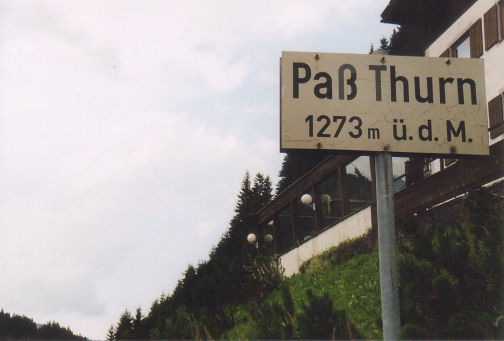 Paß Thurn
1273 m ü. d. M.